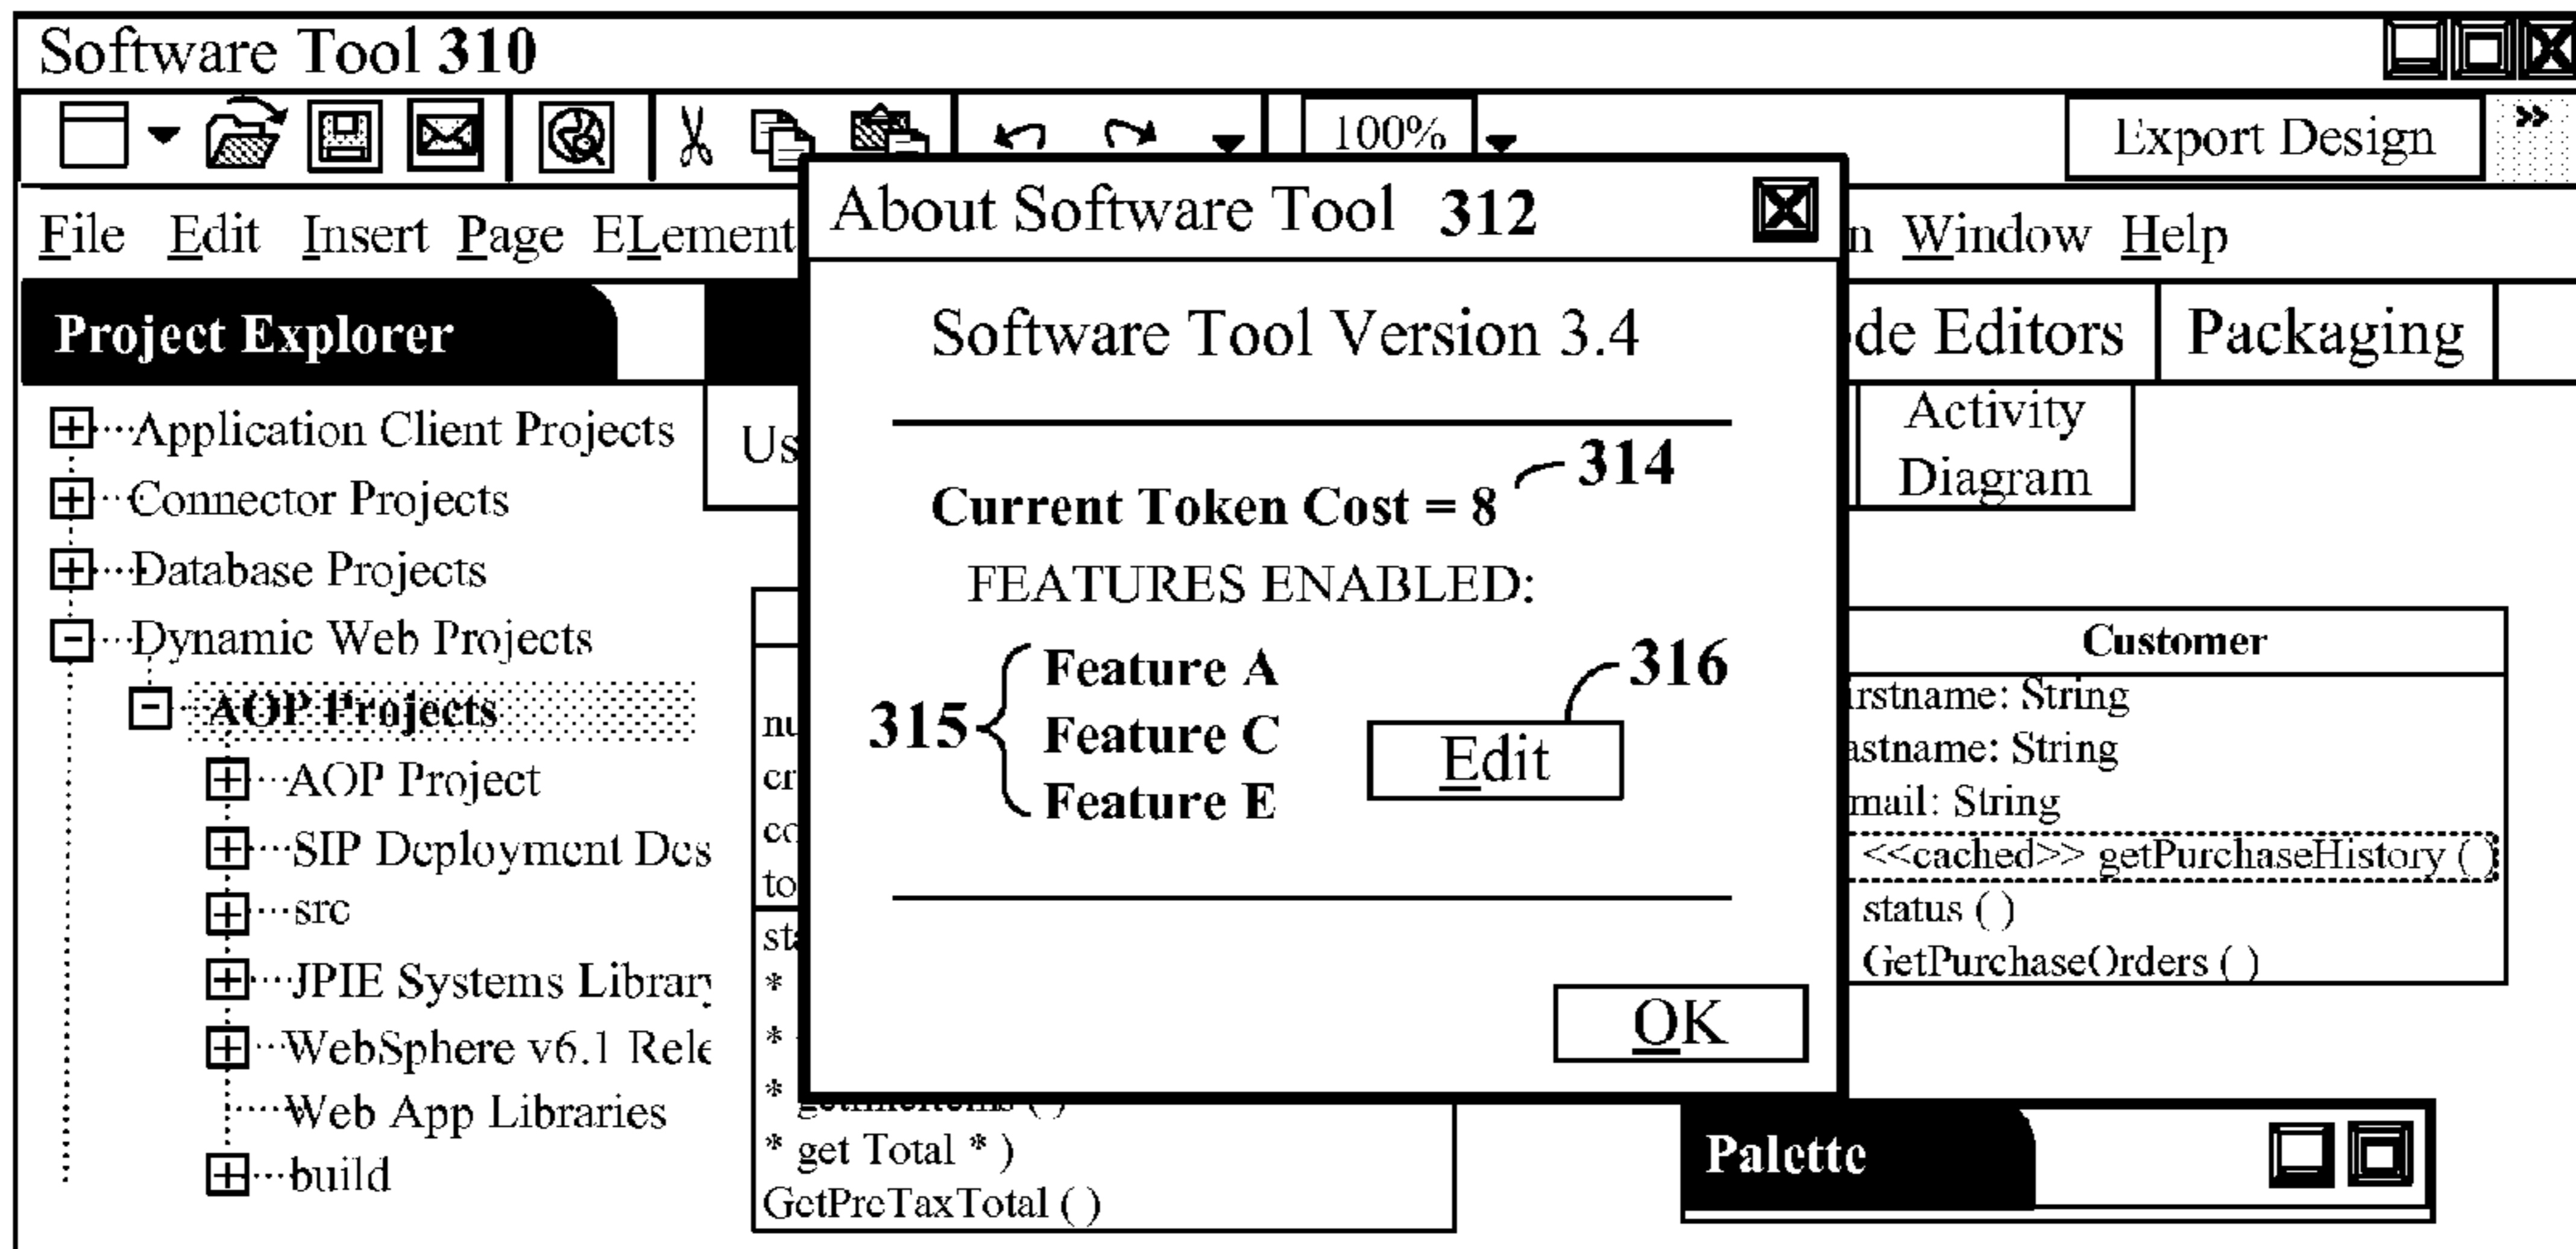 Software Tool 310
100%
Export Design
»
File Edit Insert Page ELement
Window Help
Project Explorer
Editors
Packaging
Application Client Projects
Connector Projects
Database Projects
Dynamic Web Projects
AOP Projects
AOP Project
SIP Deployment Des
src
JPIE Systems Library
WebSphere v6.1 Rele
Web App Libraries
build
About Software Tool 312
Software Tool Version 3.4
Current Token Cost = 8
314
FEATURES ENABLED:
315
Feature A
Feature C
Feature E
316
Edit
OK
Activity
Diagram
Customer
irstname: String
astname: String
mail: String
<<cached>> getPurchaseHistory ( )
status ( )
GetPurchaseOrders ( )
* get Total * )
GetPreTaxTotal ( )
Palette